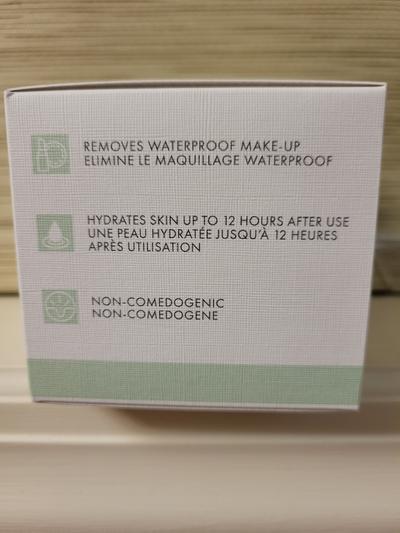 REMOVES WATERPROOF MAKE-UP
ELIMINE LE MAQUILLAGE WATERPROOF
HYDRATES SKIN UP TO 12 HOURS AFTER USE
UNE PEAU HYDRATÉE JUSQU'À 12 HEURES
APRÈS UTILISATION
NON-COMEDOGENIC
NON-COMEDOGENE